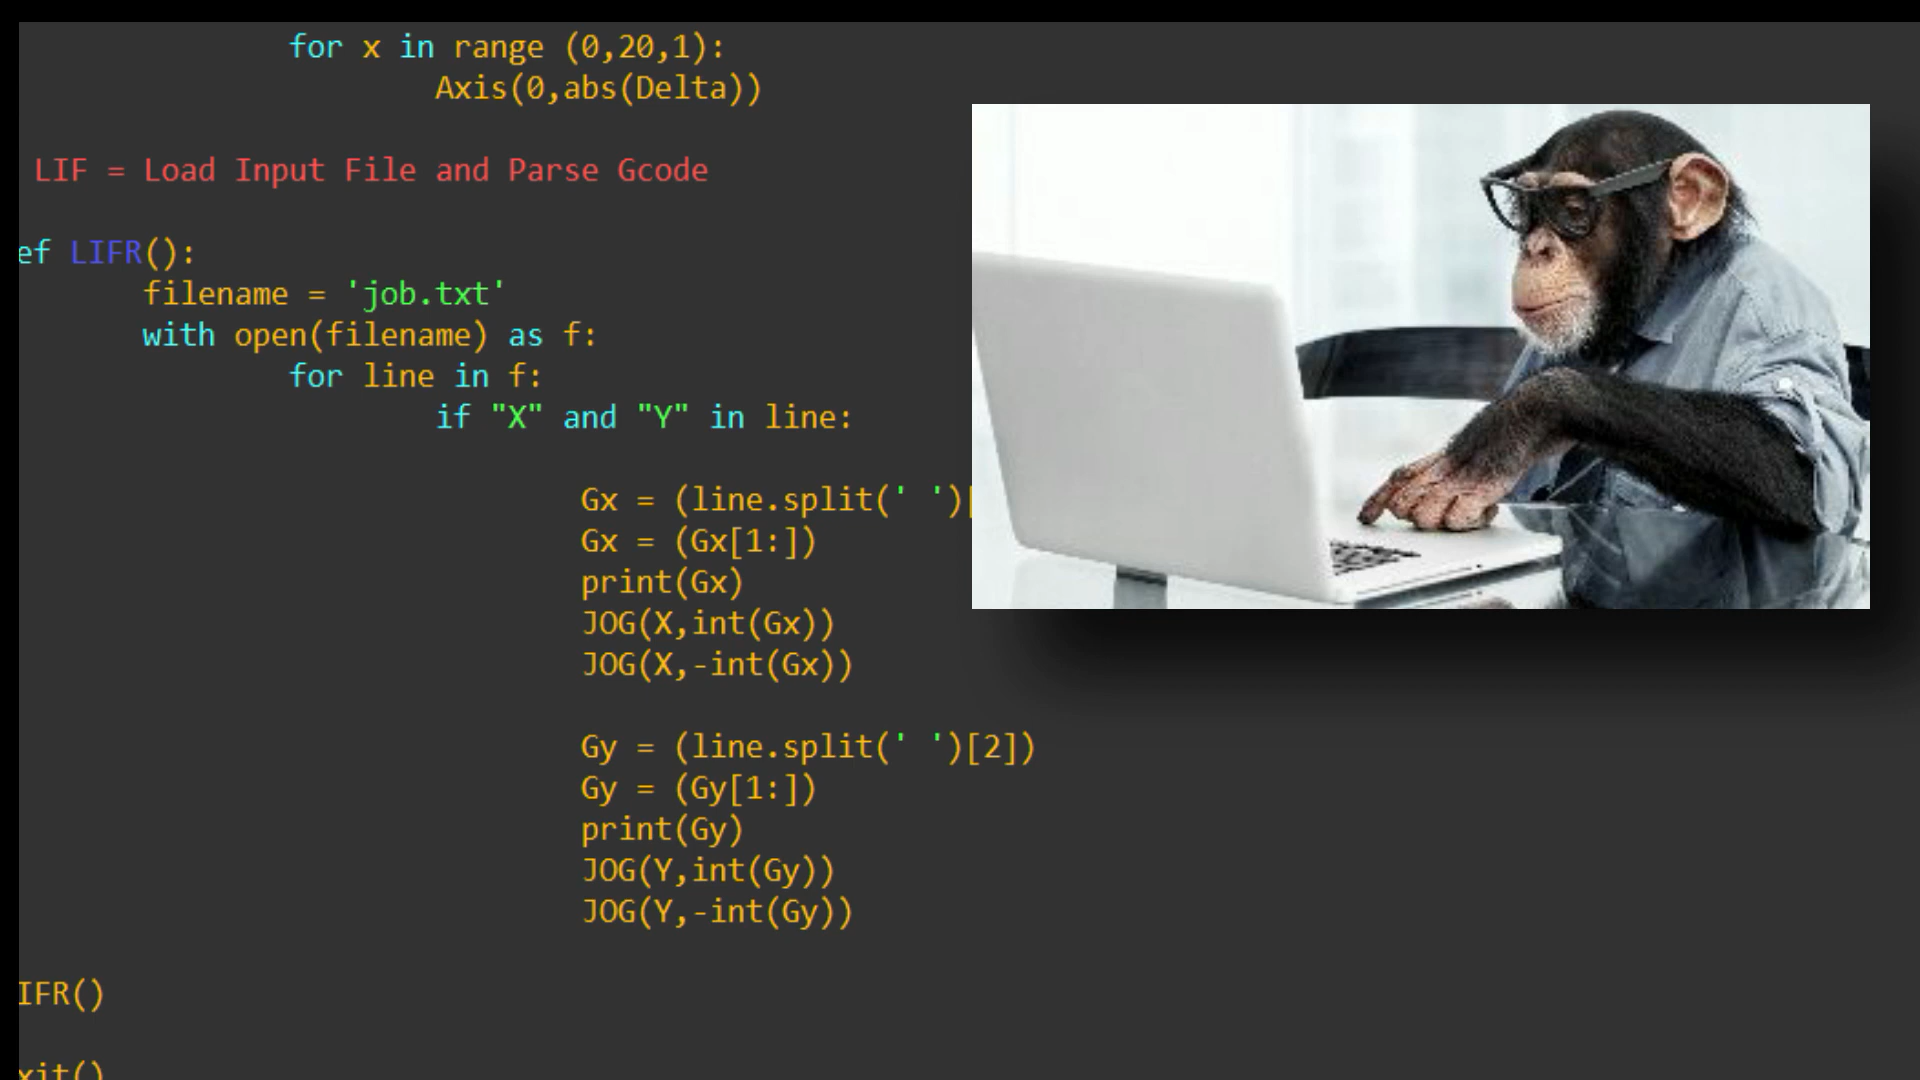 for x in range (0,20,1):
Axis(0,abs(Delta))
LIF = Load Input File and Parse Gcode
ef LIFR():
filename = 'job.txt'
with open(filename) as f:
for line in f:
if "X" and "Y" in line:
Gx = (line.split(' ')[
Gx = (Gx[1:])
print(Gx)
JOG(X,int(Gx))
JOG(X,-int(Gx))
Gy = (line.split(' ')[2])
Gy = (Gy[1:])
print(Gy)
JOG(Y,int(Gy))
JOG(Y,-int(Gy))
IFR()
xit()